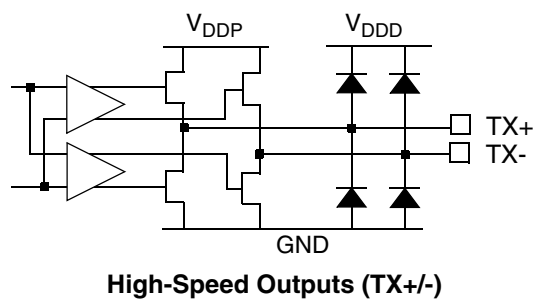 VDDP VDDD
TX+
TX-
GND
High-Speed Outputs (TX+/-)